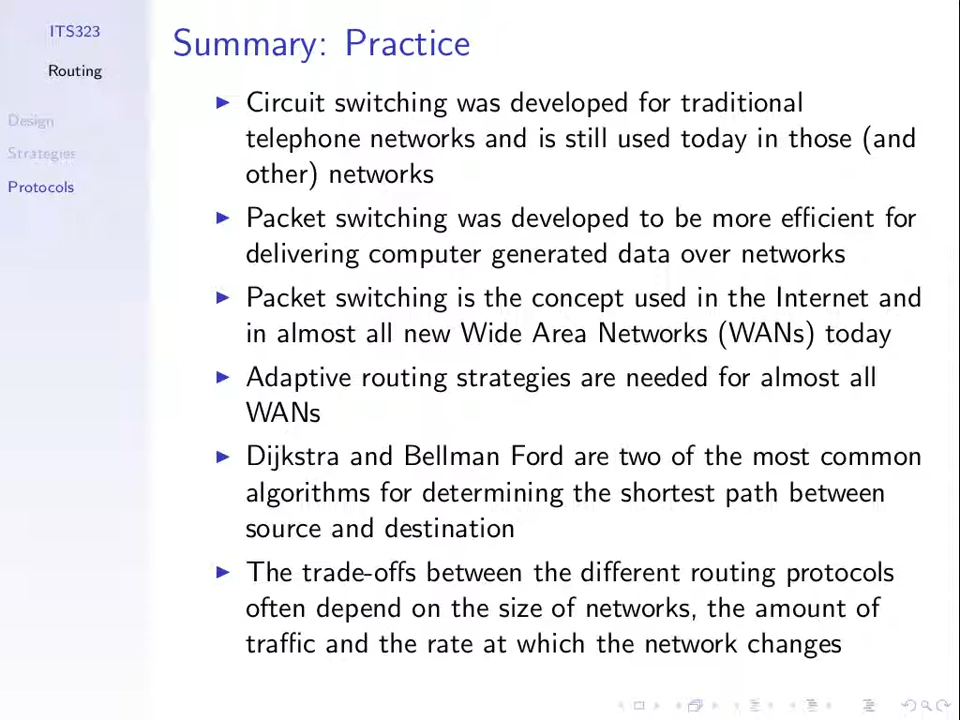 ITS323
Routing
Design
Strategies
Protocols
Summary: Practice
Circuit switching was developed for traditional
telephone networks and is still used today in those (and
other) networks
Packet switching was developed to be more efficient for
delivering computer generated data over networks
Packet switching is the concept used in the Internet and
in almost all new Wide Area Networks (WANs) today
Adaptive routing strategies are needed for almost all
WANs
Dijkstra and Bellman Ford are two of the most common
algorithms for determining the shortest path between
source and destination
The trade-offs between the different routing protocols
often depend on the size of networks, the amount of
traffic and the rate at which the network changes